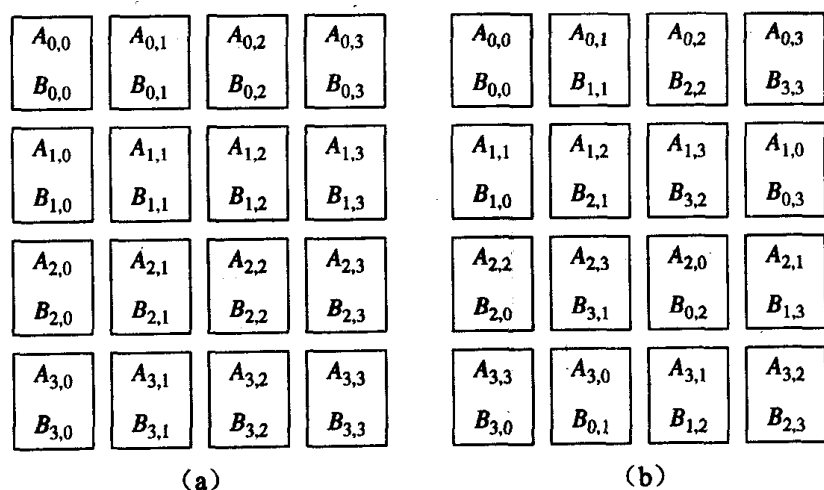 A0,0 A0,1 A0,2 A0,3
B0,0 B0,1 B0,2 B0,3
A1,0 A1,1 A1,2 A1,3
B1,0 B1,1 B1,2 B1,3
A2,0 A2,1 A2,2 A2,3
B2,0 B2,1 B2,2 B2,3
A3,0 A3,1 A3,2 A3,3
B3,0 B3,1 B3,2 B3,3
(a)
A0,0 A0,1 A0,2 A0,3
B0,0 B1,1 B2,2 B3,3
A1,1 A1,2 A1,3 A1,0
B1,0 B2,1 B3,2 B0,3
A2,2 A2,3 A2,0 A2,1
B2,0 B3,1 B0,2 B1,3
A3,3 A3,0 A3,1 A3,2
B3,0 B0,1 B1,2 B2,3
(b)